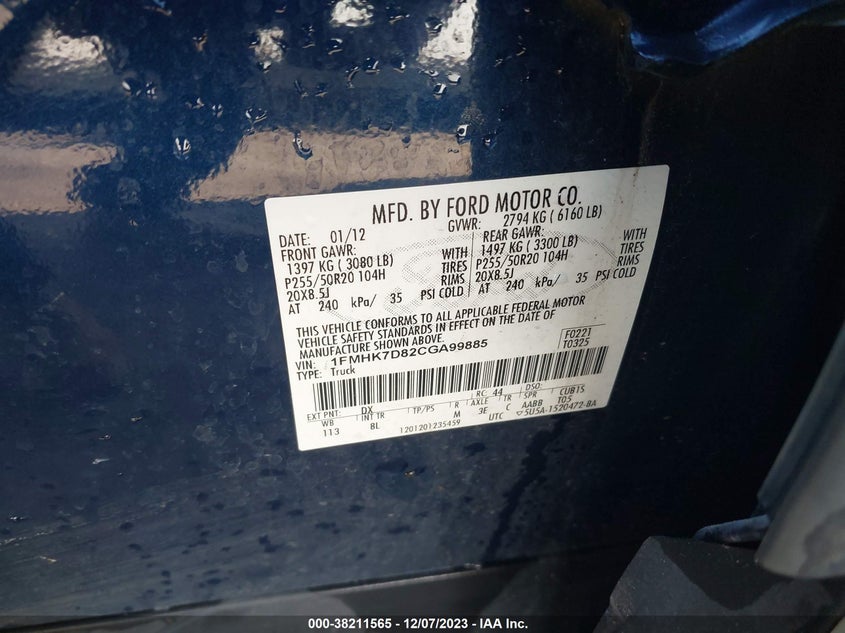 MFD. BY FORD MOTOR CO.
DATE: 01/12 GVWR: 2794 KG ( 6160 LB)
FRONT GAWR: REAR GAWR:
1397 KG ( 3080 LB) WITH 1497 KG ( 3300 LB) WITH
P255/50R20 104H TIRES P255/50R20 104H TIRES
20X8.5J RIMS 20X8.5J RIMS
AT 240 kPa/ 35 PSI COLD AT 240 kPa/ 35 PSI COLD
THIS VEHICLE CONFORMS TO ALL APPLICABLE FEDERAL MOTOR
VEHICLE SAFETY STANDARDS IN EFFECT ON THE DATE OF
MANUFACTURE SHOWN ABOVE.
VIN: 1FMHK7D82CGA99885 F0221
TYPE: Truck T0325
EXT PNT: DX RC: 44 DSO:
WB INT TR TP/PS R AXLE TR SPR CUB15
113 BL M 3E C AABB T05
1201201235459 UTC 5U5A-1520472-BA
000-38211565 - 12/07/2023 - IAA Inc.